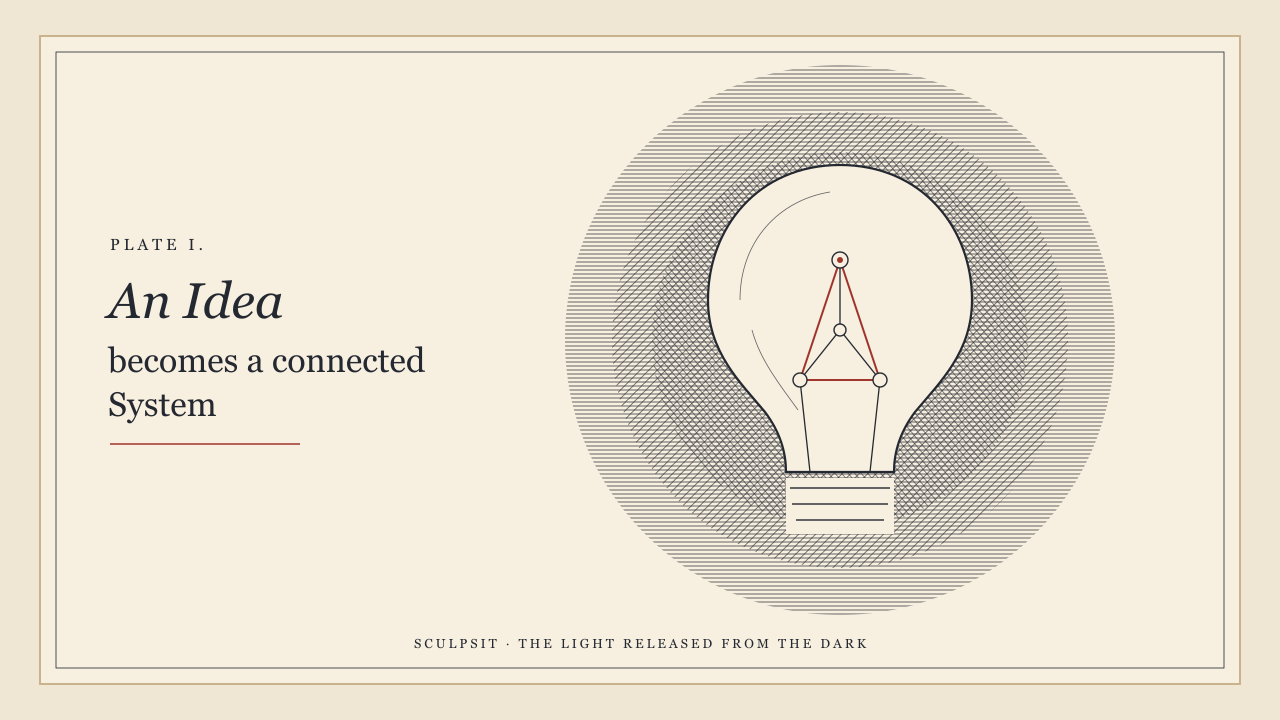 PLATE I.
An Idea
becomes a connected
System
SCULPSIT · THE LIGHT RELEASED FROM THE DARK